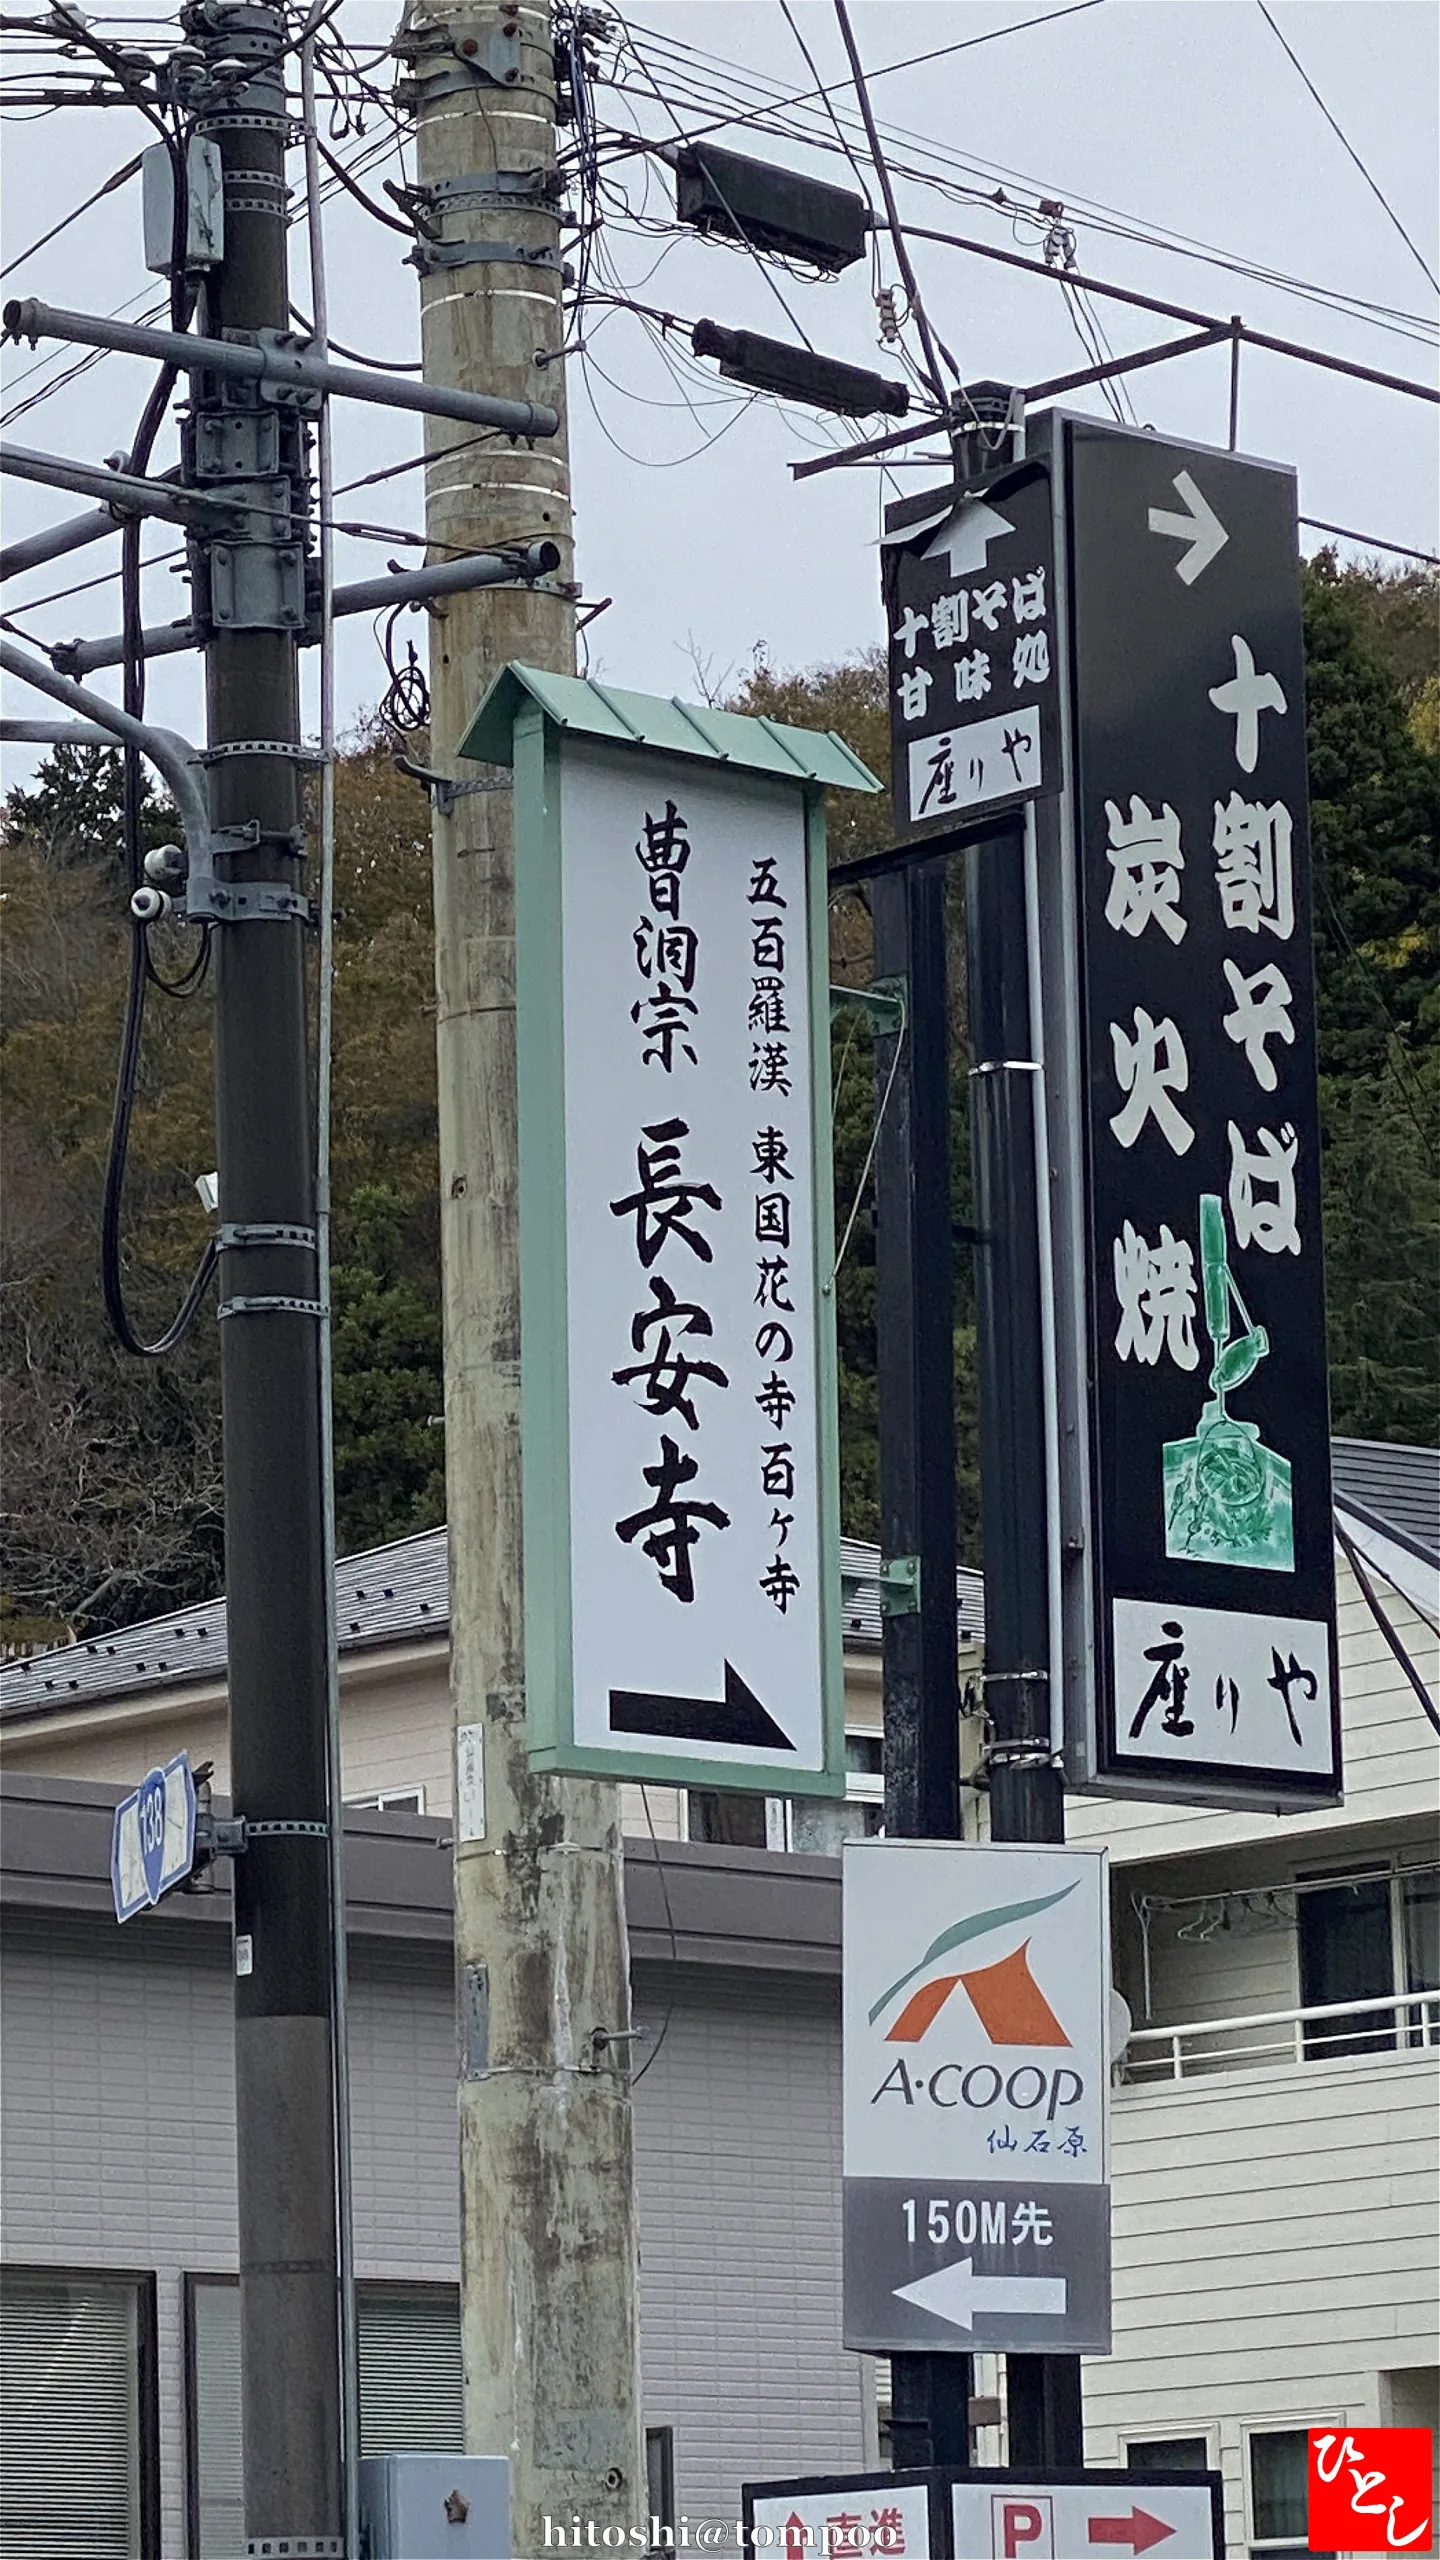 十割そば
甘味処
座りや
十割そば
炭火焼
座りや
五百羅漢 東国花の寺百ヶ寺
曹洞宗 長安寺
138
A·COOP
仙石原
150M先
直進
P
hitoshi@tompoo
ひとし